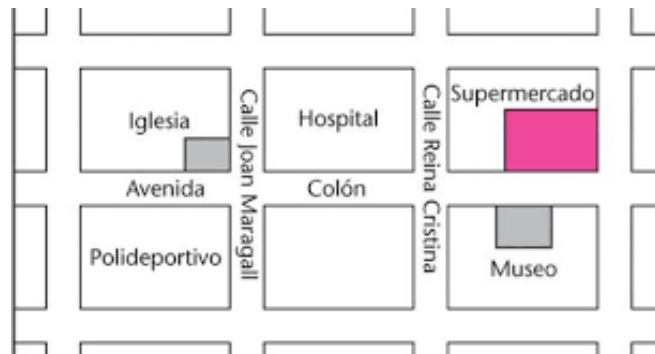 Supermercado
Iglesia
Hospital
Calle Joan Maragall
Calle Reina Cristina
Avenida Colón
Polideportivo
Museo